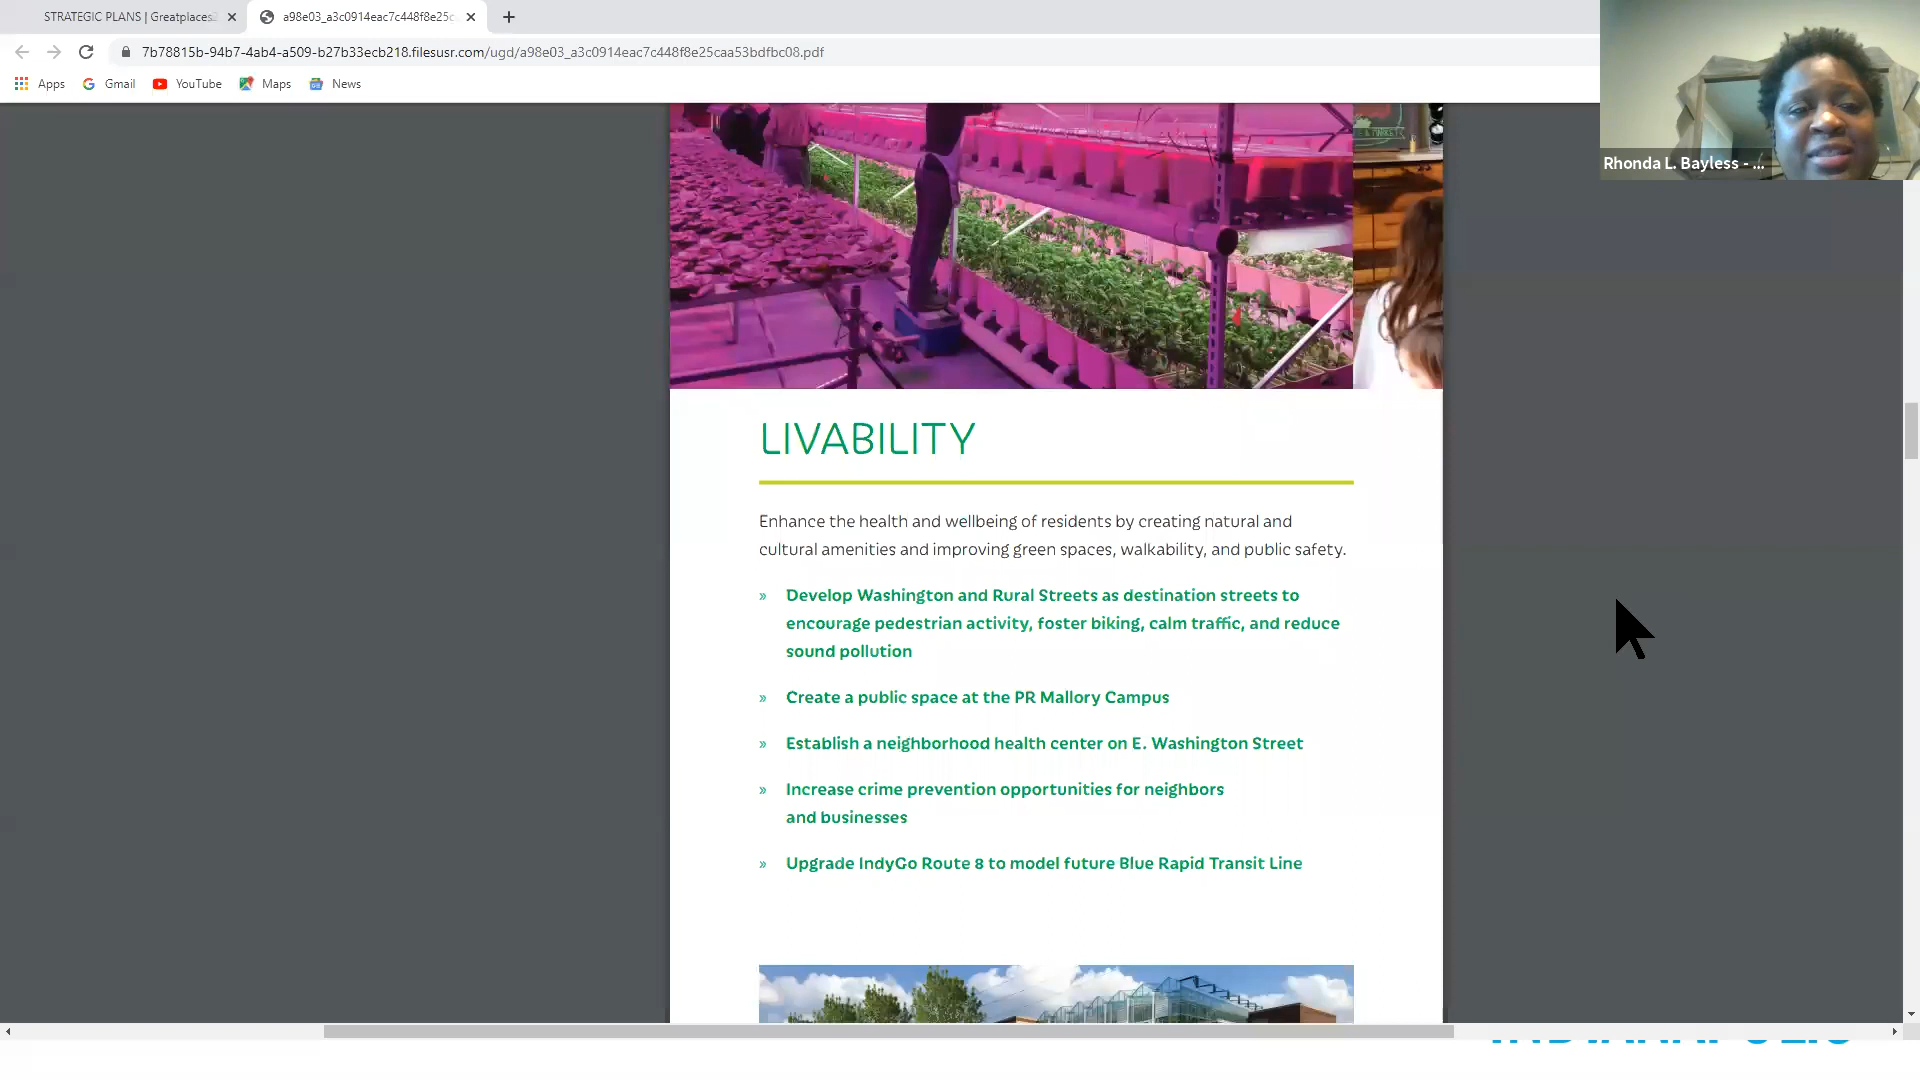 STRATEGIC PLANS | Greatplaces2
a98e03_a3c0914eac7c448f8e25c
7b78815b-94b7-4ab4-a509-b27b33ecb218.filesusr.com/ugd/a98e03_a3c0914eac7c448f8e25caa53bdfbc08.pdf
Apps Gmail YouTube Maps News
Rhonda L. Bayless - ...
LIVABILITY
Enhance the health and wellbeing of residents by creating natural and
cultural amenities and improving green spaces, walkability, and public safety.
» Develop Washington and Rural Streets as destination streets to
encourage pedestrian activity, foster biking, calm traffic, and reduce
sound pollution
» Create a public space at the PR Mallory Campus
» Establish a neighborhood health center on E. Washington Street
» Increase crime prevention opportunities for neighbors
and businesses
» Upgrade IndyGo Route 8 to model future Blue Rapid Transit Line